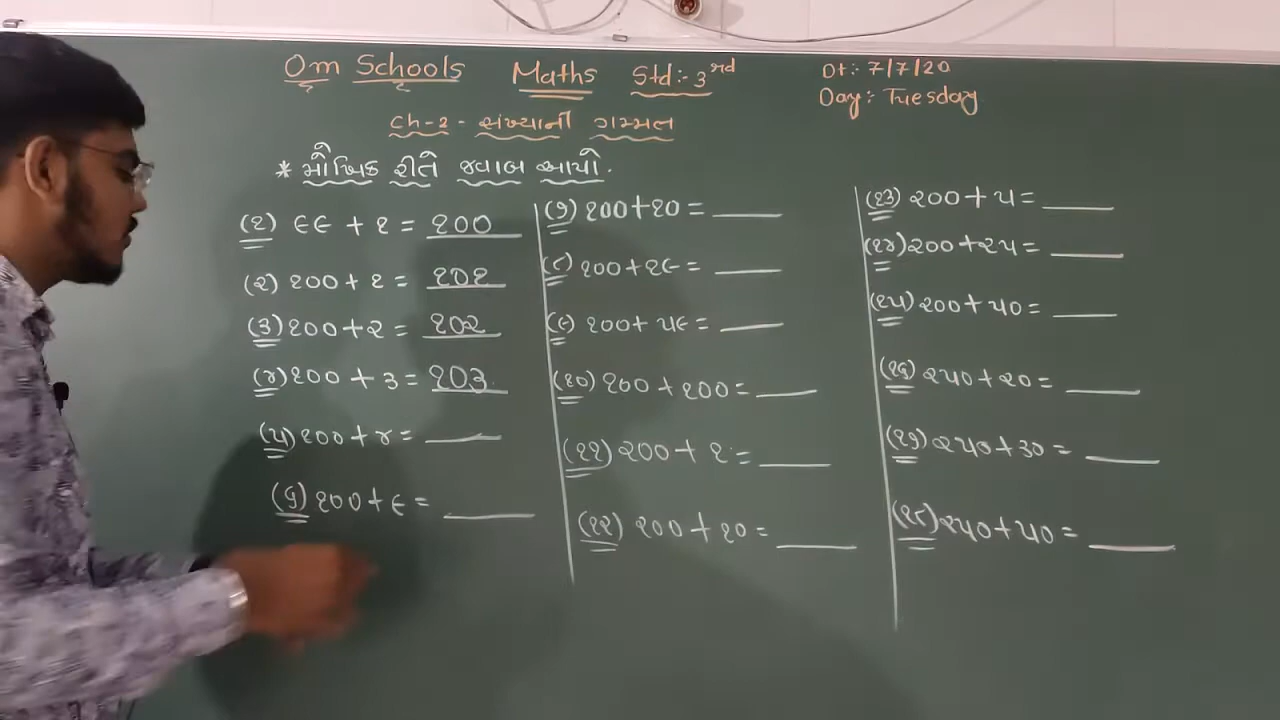 Om Schools Maths Std:- 3rd
Dt:- 7/7/20
Day:- Tuesday
Ch-2 - સંખ્યાની ગમ્મત
* મૌખિક રીતે જવાબ આપો.
(૧) ૯૯ + ૧ = ૧૦૦
(૨) ૧૦૦ + ૧ = ૧૦૧
(૩) ૧૦૦ + ૨ = ૧૦૨
(૪) ૧૦૦ + ૩ = ૧૦૩
(૫) ૧૦૦ + ૪ = ____
(૬) ૧૦૦ + ૯ = ____
(૭) ૧૦૦ + ૧૦ = ____
(૮) ૧૦૦ + ૧૯ = ____
(૯) ૧૦૦ + ૫૯ = ____
(૧૦) ૧૦૦ + ૧૦૦ = ____
(૧૧) ૨૦૦ + ૧ = ____
(૧૨) ૨૦૦ + ૧૦ = ____
(૧૩) ૨૦૦ + ૫ = ____
(૧૪) ૨૦૦ + ૨૫ = ____
(૧૫) ૨૦૦ + ૫૦ = ____
(૧૬) ૨૫૦ + ૨૦ = ____
(૧૭) ૨૫૦ + ૩૦ = ____
(૧૮) ૨૫૦ + ૫૦ = ____